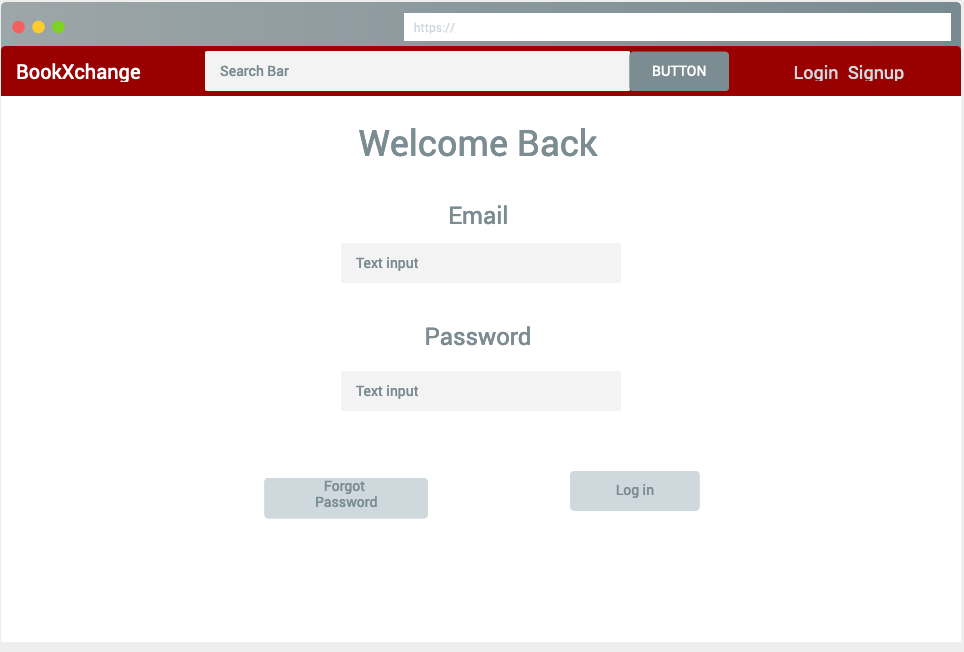 https://
BookXchange
Search Bar
BUTTON
Login Signup
Welcome Back
Email
Text input
Password
Text input
Forgot
Password
Log in